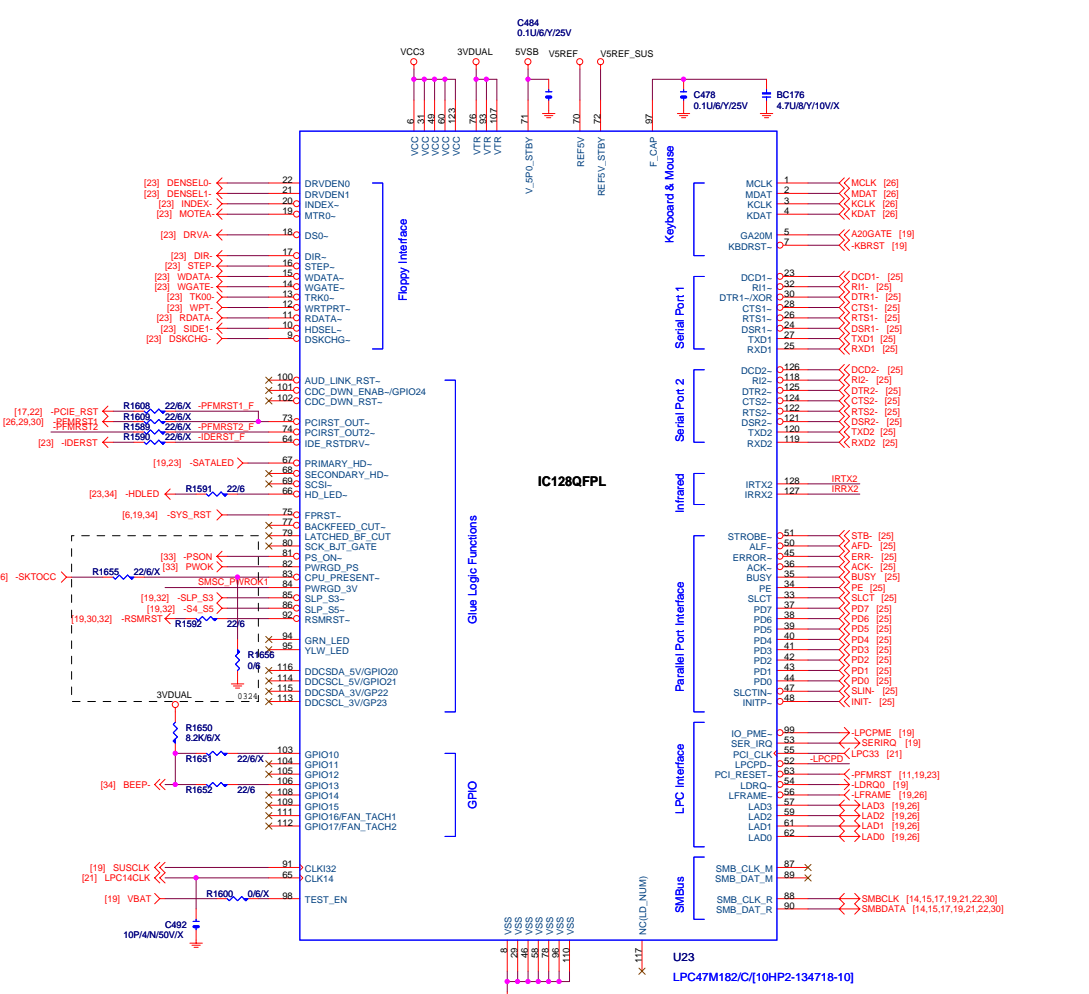 C484
0.1U/6/Y/25V
VCC3 3VDUAL 5VSB V5REF V5REF_SUS
C478
0.1U/6/Y/25V
BC176
4.7U/8/Y/10V/X
6 31 49 60 123 76 93 107 71 70 72 97
VCC VCC VCC VCC VCC VTR VTR VTR V_5P0_STBY REF5V REF5V_STBY F_CAP
[23] DENSEL0- 22 DRVDEN0
[23] DENSEL1- 21 DRVDEN1
[23] INDEX- 20 INDEX~
[23] MOTEA- 19 MTR0~
[23] DRVA- 18 DS0~
[23] DIR- 17 DIR~
[23] STEP- 16 STEP~
[23] WDATA- 15 WDATA~
[23] WGATE- 14 WGATE~
[23] TK00- 13 TRK0~
[23] WPT- 12 WRTPRT~
[23] RDATA- 11 RDATA~
[23] SIDE1- 10 HDSEL~
[23] DSKCHG- 9 DSKCHG~
Floppy Interface
100 AUD_LINK_RST~
101 CDC_DWN_ENAB~/GPIO24
102 CDC_DWN_RST~
[17,22] -PCIE_RST R1608 22/6/X -PFMRST1_F
[26,29,30] -PFMRST1 R1609 22/6/X 73 PCIRST_OUT~
-PFMRST2 R1589 22/6/X -PFMRST2_F 74 PCIRST_OUT2~
[23] -IDERST R1590 22/6/X -IDERST_F 64 IDE_RSTDRV~
[19,23] -SATALED 67 PRIMARY_HD~
68 SECONDARY_HD~
69 SCSI~
[23,34] -HDLED R1591 22/6 66 HD_LED~
[6,19,34] -SYS_RST 75 FPRST~
77 BACKFEED_CUT~
79 LATCHED_BF_CUT
80 SCK_BJT_GATE
[33] -PSON 81 PS_ON~
[33] PWOK 82 PWRGD_PS
6] -SKTOCC R1655 22/6/X 83 CPU_PRESENT~
SMSC_PWROK1 84 PWRGD_3V
[19,32] -SLP_S3 85 SLP_S3~
[19,32] -S4_S5 86 SLP_S5~
[19,30,32] -RSMRST R1592 22/6 92 RSMRST~
94 GRN_LED
95 YLW_LED
R1656
0/6
116 DDCSDA_5V/GPIO20
114 DDCSCL_5V/GPIO21
115 DDCSDA_3V/GP22
113 DDCSCL_3V/GP23
0324
Glue Logic Functions
3VDUAL
R1650
8.2K/6/X
R1651 22/6/X 103 GPIO10
104 GPIO11
105 GPIO12
[34] BEEP- R1652 22/6 106 GPIO13
108 GPIO14
109 GPIO15
111 GPIO16/FAN_TACH1
112 GPIO17/FAN_TACH2
GPIO
[19] SUSCLK 91 CLKI32
[21] LPC14CLK 65 CLK14
[19] VBAT R1600 0/6/X 98 TEST_EN
C492
10P/4/N/50V/X
IC128QFPL
Keyboard & Mouse
MCLK 1 MCLK [26]
MDAT 2 MDAT [26]
KCLK 3 KCLK [26]
KDAT 4 KDAT [26]
GA20M 5 A20GATE [19]
KBDRST~ 7 -KBRST [19]
Serial Port 1
DCD1~ 23 DCD1- [25]
RI1~ 32 RI1- [25]
DTR1~/XOR 30 DTR1- [25]
CTS1~ 28 CTS1- [25]
RTS1~ 26 RTS1- [25]
DSR1~ 24 DSR1- [25]
TXD1 27 TXD1 [25]
RXD1 25 RXD1 [25]
Serial Port 2
DCD2~ 126 DCD2- [25]
RI2~ 118 RI2- [25]
DTR2~ 125 DTR2- [25]
CTS2~ 124 CTS2- [25]
RTS2~ 122 RTS2- [25]
DSR2~ 121 DSR2- [25]
TXD2 120 TXD2 [25]
RXD2 119 RXD2 [25]
Infrared
IRTX2 128 IRTX2
IRRX2 127 IRRX2
Parallel Port Interface
STROBE~ 51 STB- [25]
ALF~ 50 AFD- [25]
ERROR~ 45 ERR- [25]
ACK~ 36 ACK- [25]
BUSY 35 BUSY [25]
PE 34 PE [25]
SLCT 33 SLCT [25]
PD7 37 PD7 [25]
PD6 38 PD6 [25]
PD5 39 PD5 [25]
PD4 40 PD4 [25]
PD3 41 PD3 [25]
PD2 42 PD2 [25]
PD1 43 PD1 [25]
PD0 44 PD0 [25]
SLCTIN~ 47 SLIN- [25]
INITP~ 48 INIT- [25]
LPC Interface
IO_PME~ 99 -LPCPME [19]
SER_IRQ 53 SERIRQ [19]
PCI_CLK 55 LPC33 [21]
LPCPD~ 52 -LPCPD
PCI_RESET~ 63 -PFMRST [11,19,23]
LDRQ~ 54 -LDRQ0 [19]
LFRAME~ 56 -LFRAME [19,26]
LAD3 57 LAD3 [19,26]
LAD2 59 LAD2 [19,26]
LAD1 61 LAD1 [19,26]
LAD0 62 LAD0 [19,26]
SMBus
SMB_CLK_M 87
SMB_DAT_M 89
SMB_CLK_R 88 SMBCLK [14,15,17,19,21,22,30]
SMB_DAT_R 90 SMBDATA [14,15,17,19,21,22,30]
VSS VSS VSS VSS VSS VSS VSS NC(LD_NUM)
8 29 46 58 78 96 110 117
U23
LPC47M182/C/[10HP2-134718-10]